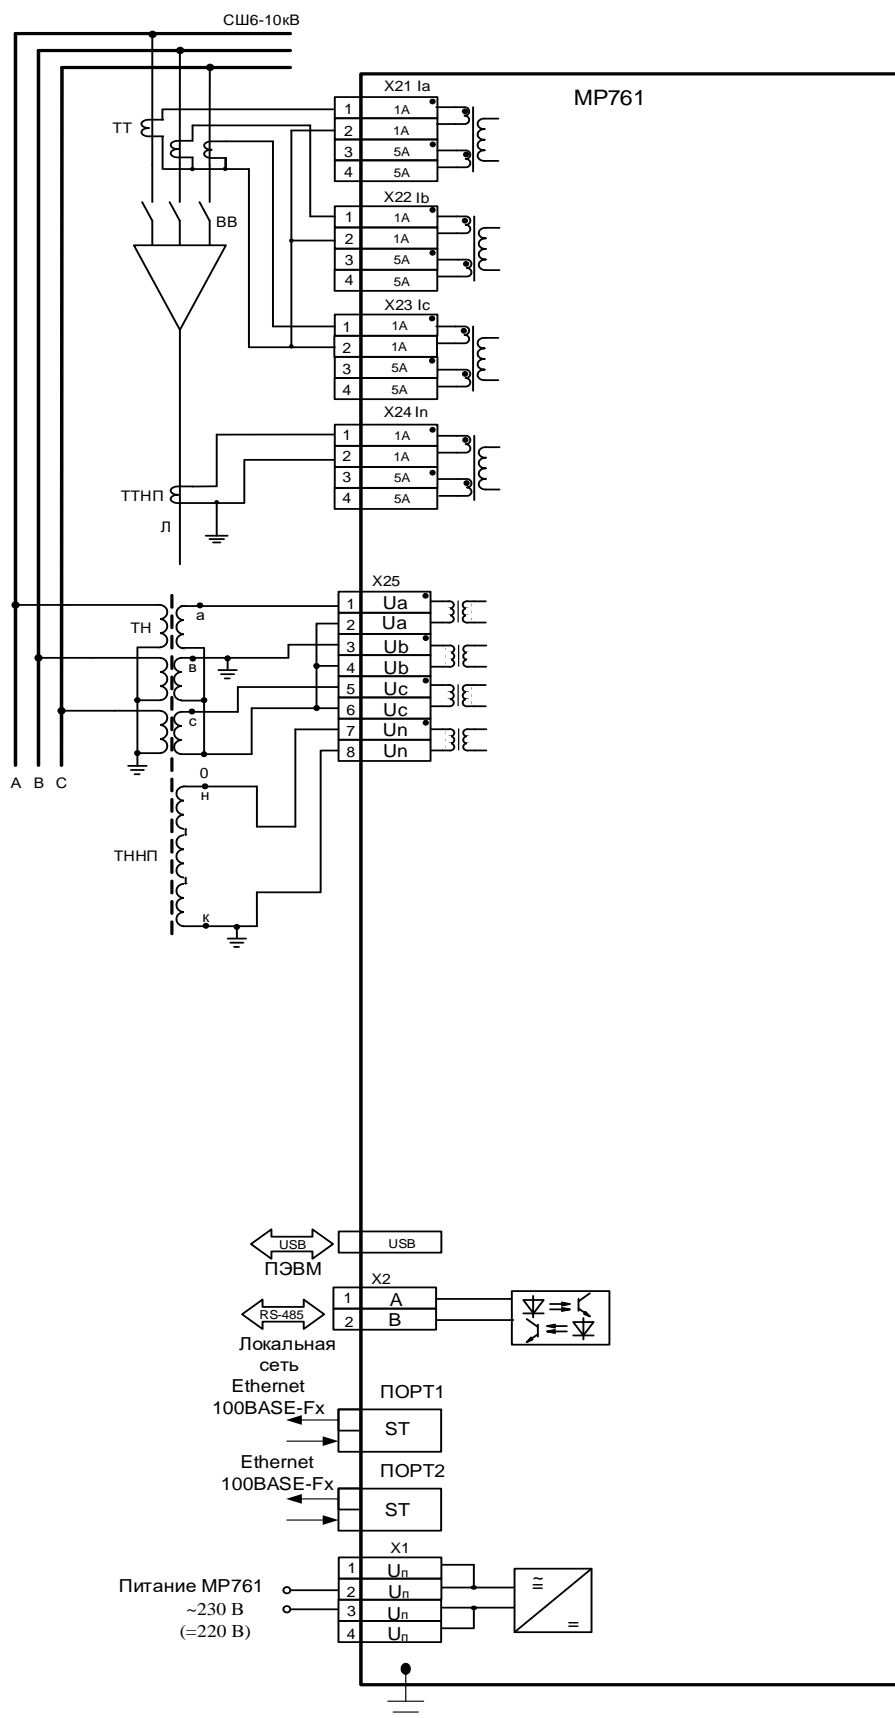 СШ6-10кВ
МР761
X21 Ia
1 1А
2 1А
3 5А
4 5А
ТТ
X22 Ib
1 1А
2 1А
3 5А
4 5А
ВВ
X23 Ic
1 1А
2 1А
3 5А
4 5А
X24 In
1 1А
2 1А
3 5А
4 5А
ТТНП
Л
X25
1 Ua
2 Ua
3 Ub
4 Ub
5 Uc
6 Uc
7 Un
8 Un
ТН
а
в
с
А В С
0
н
ТННП
к
USB
USB
ПЭВМ
X2
1 A
2 B
RS-485
Локальная
сеть
Ethernet
100BASE-Fx
ПОРТ1
ST
Ethernet
100BASE-Fx
ПОРТ2
ST
X1
1 Uп
2 Uп
3 Uп
4 Uп
Питание МР761
~230 В
(=220 В)